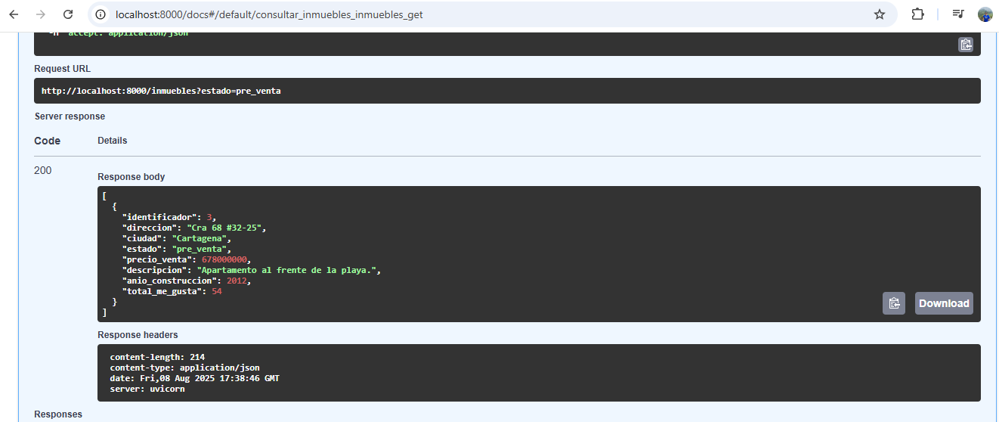 localhost:8000/docs#/default/consultar_inmuebles_inmuebles_get
-H 'accept: application/json'
Request URL
http://localhost:8000/inmuebles?estado=pre_venta
Server response
Code Details
200
Response body
[
  {
    "identificador": 3,
    "direccion": "Cra 68 #32-25",
    "ciudad": "Cartagena",
    "estado": "pre_venta",
    "precio_venta": 678000000,
    "descripcion": "Apartamento al frente de la playa.",
    "anio_construccion": 2012,
    "total_me_gusta": 54
  }
]
Download
Response headers
content-length: 214
content-type: application/json
date: Fri,08 Aug 2025 17:38:46 GMT
server: uvicorn
Responses